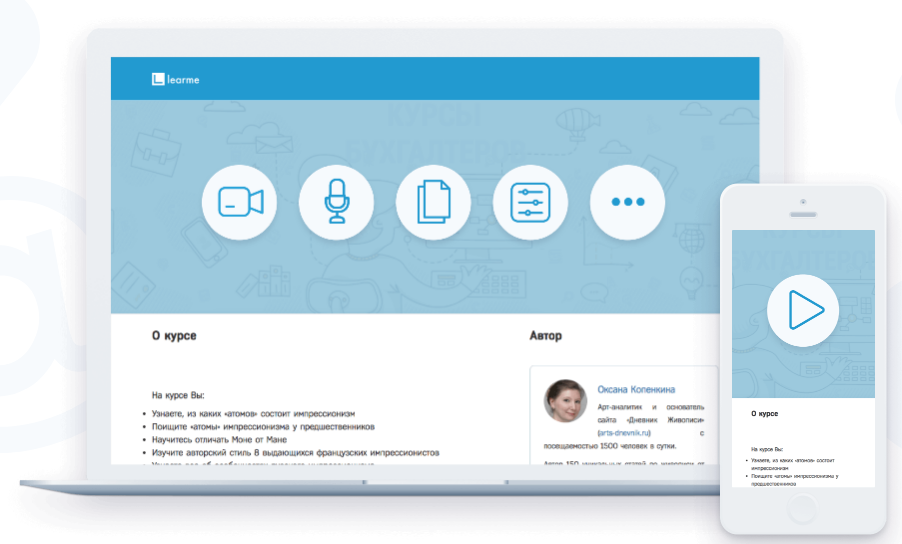 learme
КУРСЫ
БУХГАЛТЕРОВ
О курсе
На курсе Вы:
• Узнаете, из каких «атомов» состоит импрессионизм
• Поищите «атомы» импрессионизма у предшественников
• Научитесь отличать Моне от Мане
• Изучите авторский стиль 8 выдающихся французских импрессионистов
Автор
Оксана Копенкина
Арт-аналитик и основатель
сайта «Дневник Живописи»
(arts-dnevnik.ru) с
посещаемостью 1500 человек в сутки.
Автор 150 уникальных статей по живописи от
БУХГАЛТЕРОВ
О курсе
На курсе Вы:
• Узнаете, из каких «атомов» состоит
импрессионизм
• Поищите «атомы» импрессионизма у
предшественников